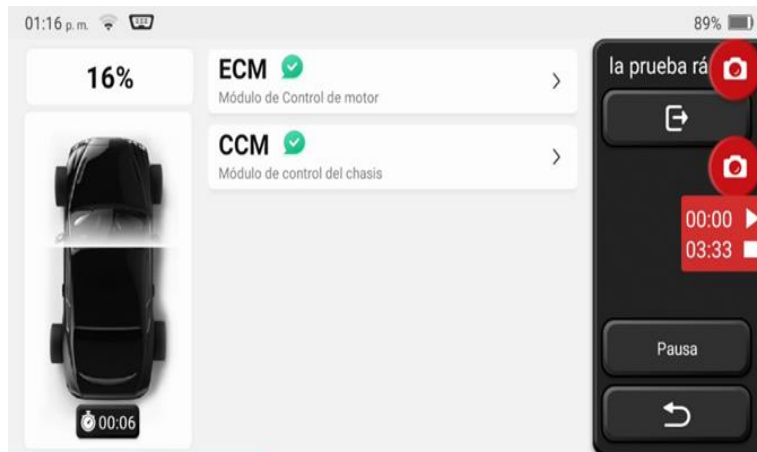 01:16 p. m.
89%
16%
ECM
Módulo de Control de motor
CCM
Módulo de control del chasis
00:06
la prueba rá
00:00
03:33
Pausa